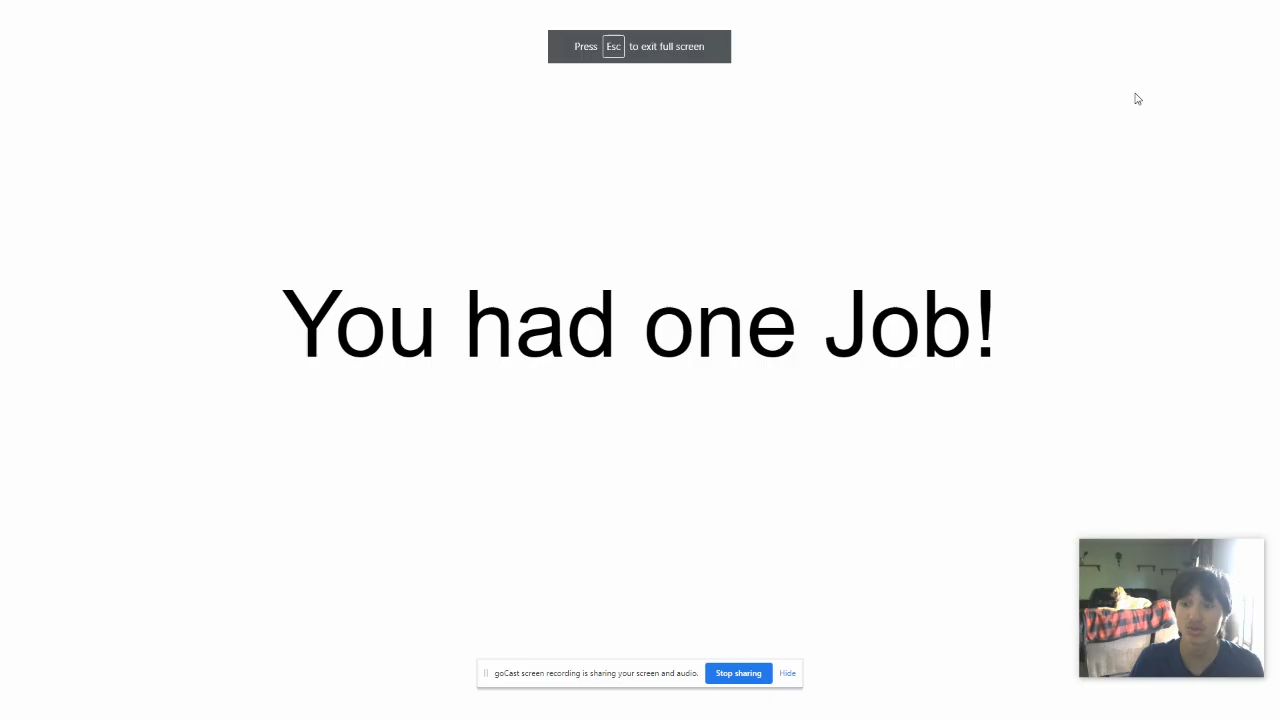 Press Esc to exit full screen
You had one Job!
goCast screen recording is sharing your screen and audio. Stop sharing Hide